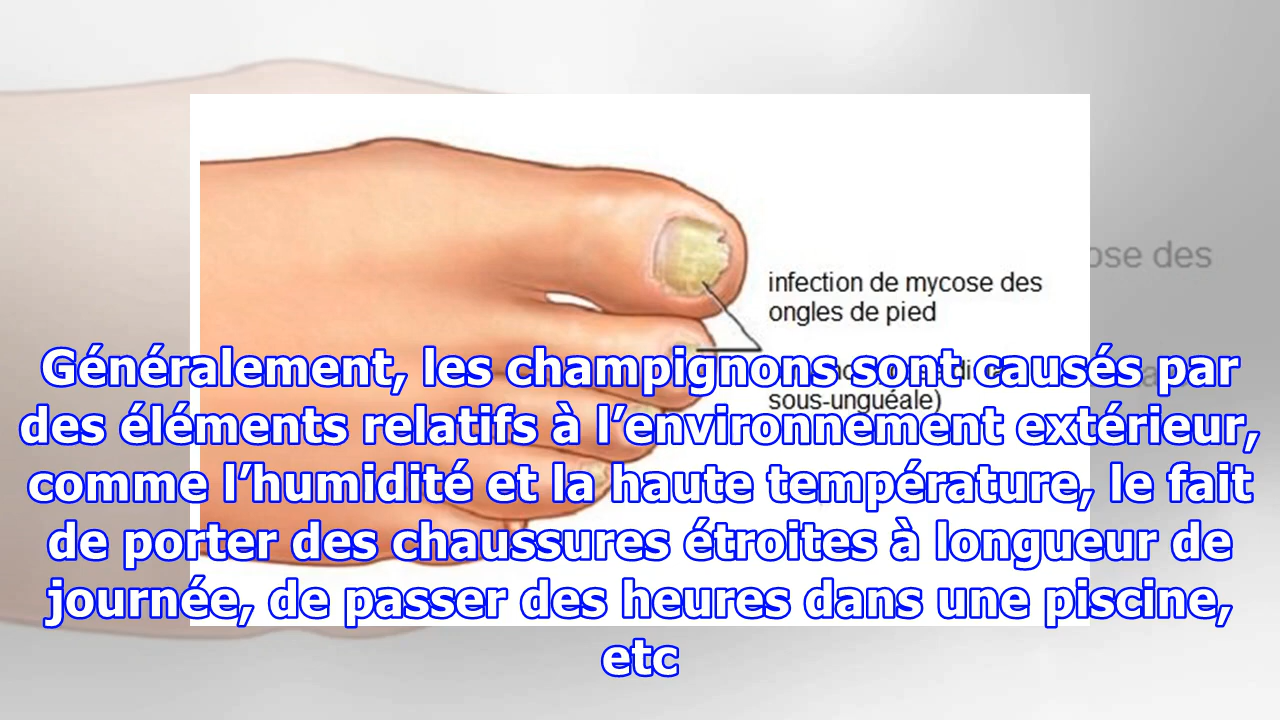 infection de mycose des
ose des
ongles de pied
Généralement, les champignons sont causés par
sous-unguéale)
des éléments relatifs à l’environnement extérieur,
comme l’humidité et la haute température, le fait
de porter des chaussures étroites à longueur de
journée, de passer des heures dans une piscine,
etc